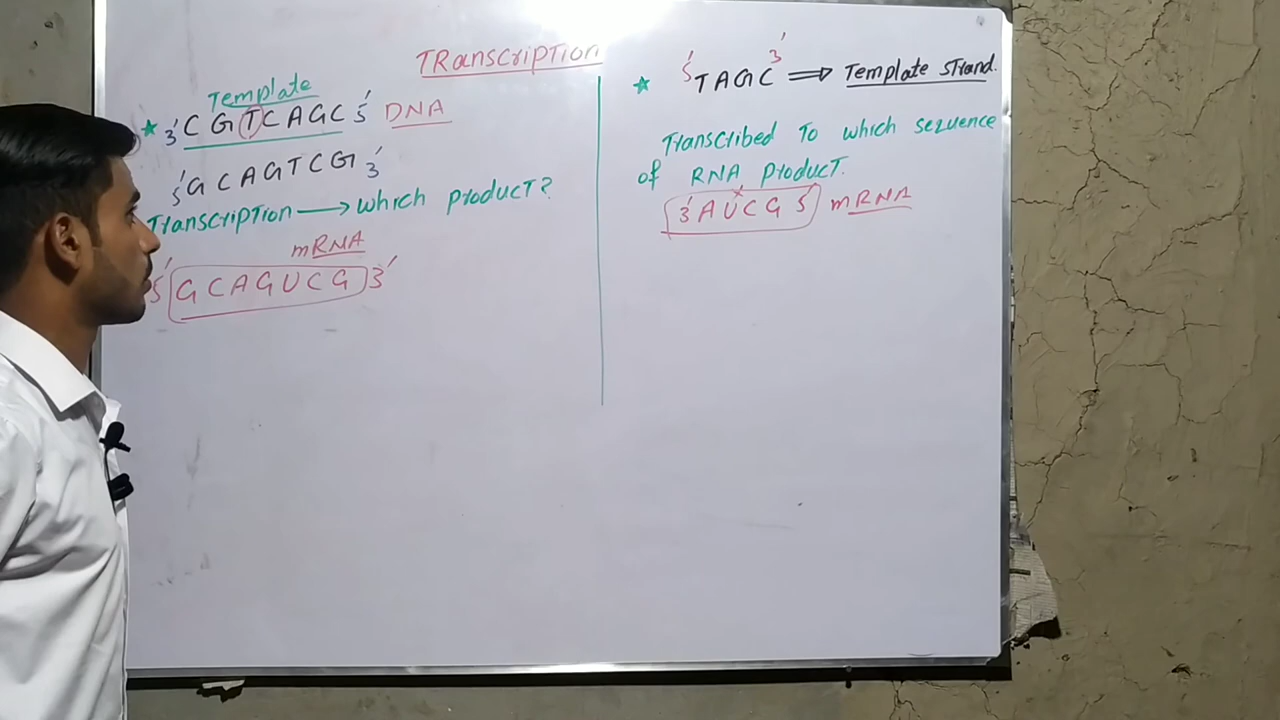 TRanscription
Template
★ 3' C G T C A G C 5' DNA
5' G C A G T C G 3'
Transcription → which product?
mRNA
5' G C A G U C G 3'
★ 5' T A G C 3' ⇒ Template strand.
Transcribed To which sequence
of RNA product.
3' A U C G 5' mRNA